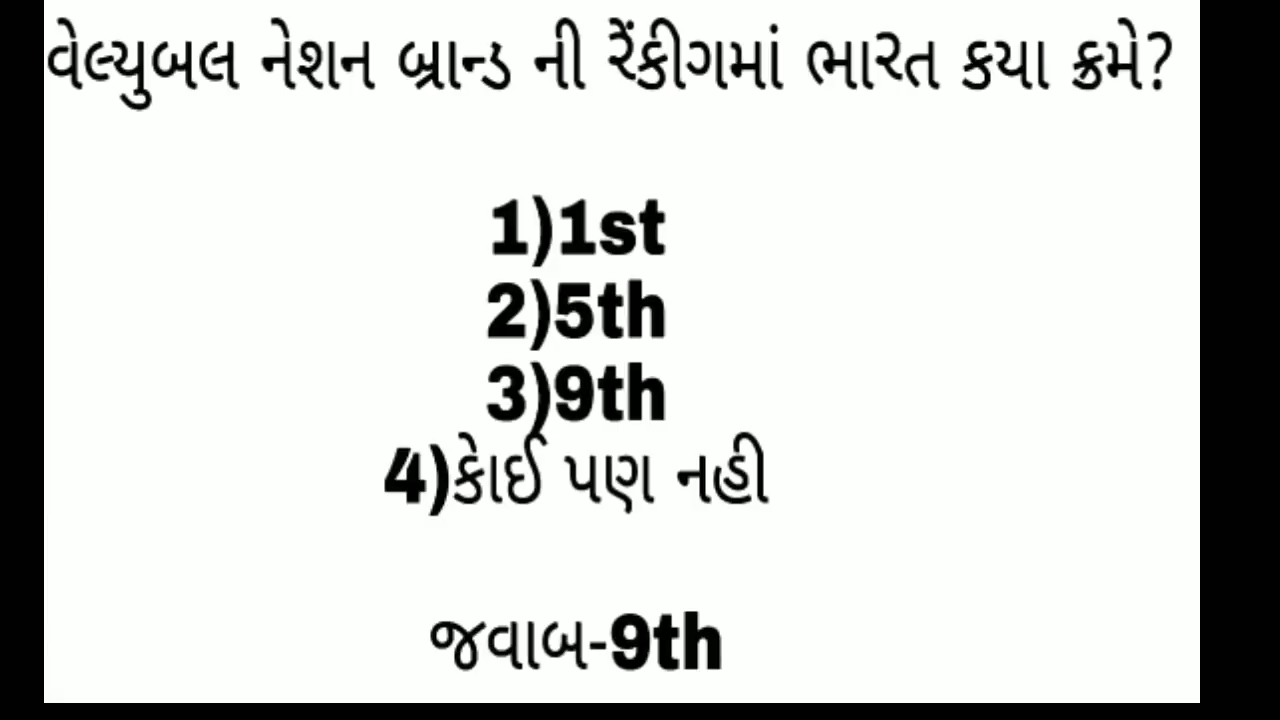 વેલ્યુબલ નેશન બ્રાન્ડ ની રેંકીગમાં ભારત કયા ક્રમે?
1)1st
2)5th
3)9th
4)કોઈ પણ નહી
જવાબ-9th